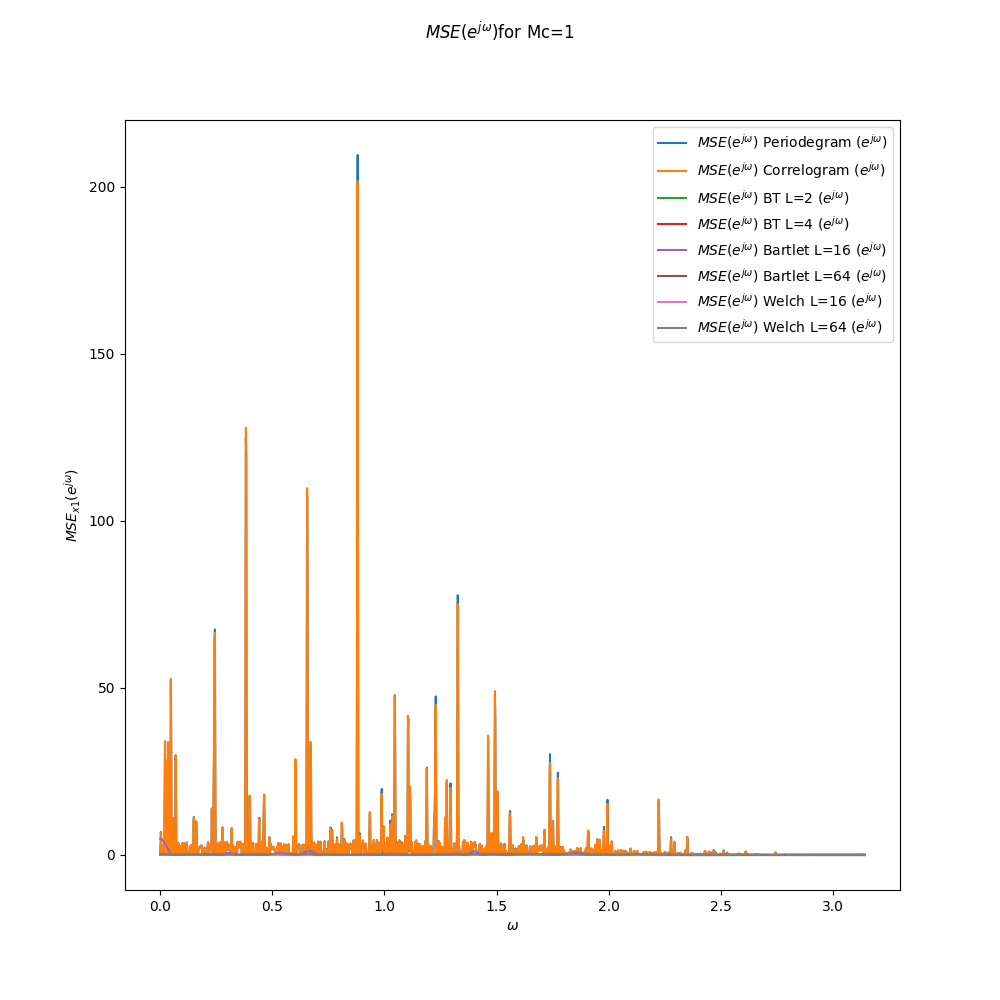 MSE(e^{jω})for Mc=1
MSE(e^{jω}) Periodegram (e^{jω})
MSE(e^{jω}) Correlogram (e^{jω})
MSE(e^{jω}) BT L=2 (e^{jω})
MSE(e^{jω}) BT L=4 (e^{jω})
MSE(e^{jω}) Bartlet L=16 (e^{jω})
MSE(e^{jω}) Bartlet L=64 (e^{jω})
MSE(e^{jω}) Welch L=16 (e^{jω})
MSE(e^{jω}) Welch L=64 (e^{jω})
MSE_{x1}(e^{jω})
200
150
100
50
0
0.0 0.5 1.0 1.5 2.0 2.5 3.0
ω